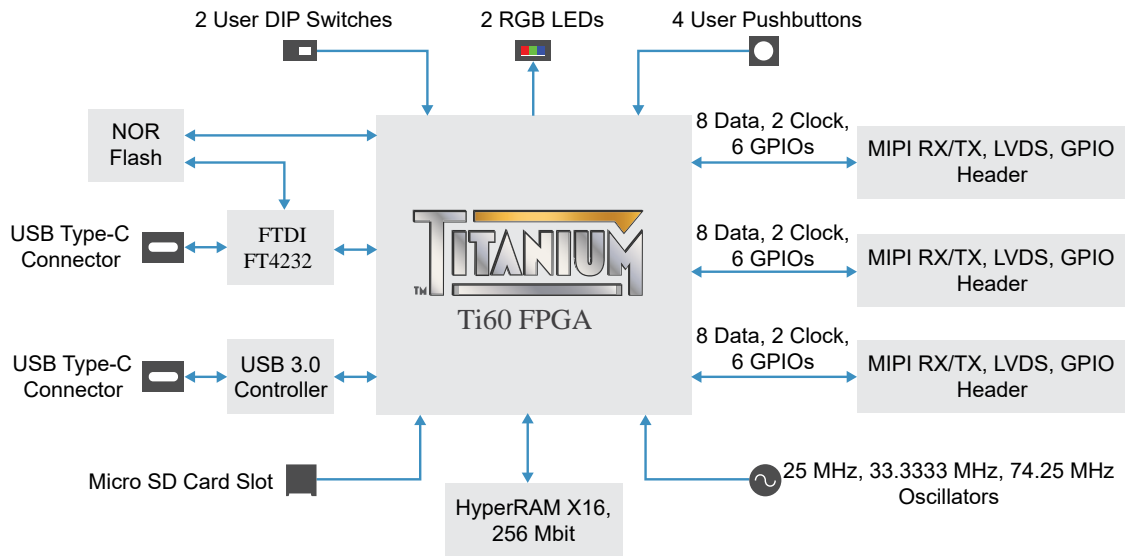 2 User DIP Switches
2 RGB LEDs
4 User Pushbuttons
NOR
Flash
8 Data, 2 Clock,
6 GPIOs
MIPI RX/TX, LVDS, GPIO
Header
USB Type-C
Connector
FTDI
FT4232
TITANIUM
TM
Ti60 FPGA
8 Data, 2 Clock,
6 GPIOs
MIPI RX/TX, LVDS, GPIO
Header
USB Type-C
Connector
USB 3.0
Controller
8 Data, 2 Clock,
6 GPIOs
MIPI RX/TX, LVDS, GPIO
Header
Micro SD Card Slot
HyperRAM X16,
256 Mbit
25 MHz, 33.3333 MHz, 74.25 MHz
Oscillators